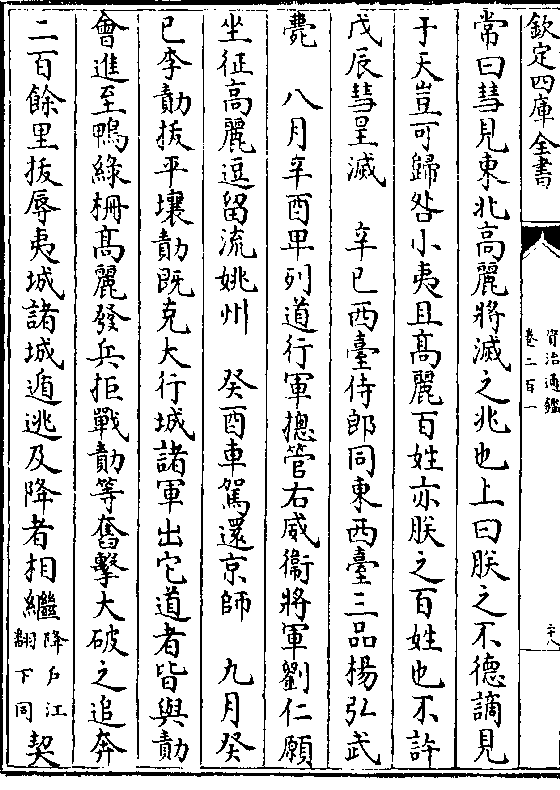 欽定四庫全書
資治通鑑
卷二百一
常曰彗見東北高麗將滅之兆也上曰朕之不德謫見
于天豈可歸咎小夷且高麗百姓亦朕之百姓也不許
戊辰彗星滅　辛巳西臺侍郎同東西臺三品楊弘武
薨　八月辛酉卑列道行軍摠管右威衞將軍劉仁願
坐征高麗逗留流姚州　癸酉車駕還京師　九月癸
巳李勣拔平壤勣既克大行城諸軍出它道者皆與勣
會進至鴨綠柵高麗發兵拒戰勣等奮擊大破之追奔
二百餘里拔辱夷城諸城遁逃及降者相繼降戶江翻下同契